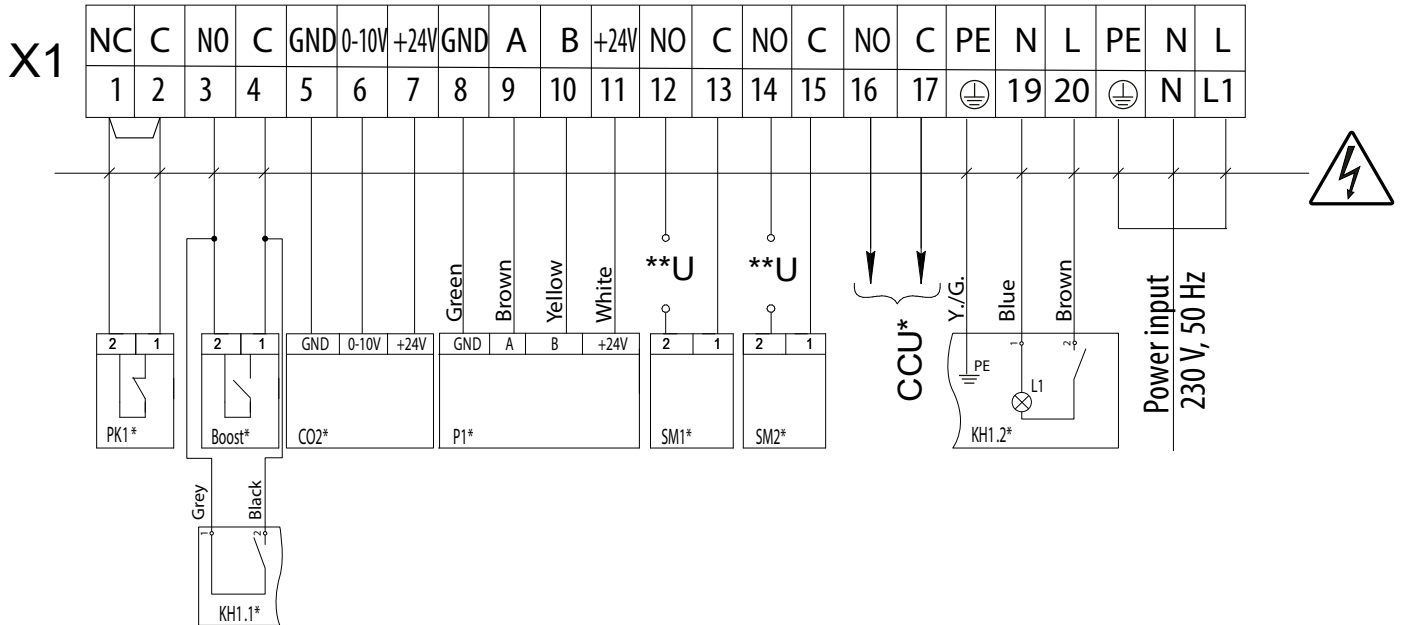 X1
NC C NO C GND 0-10V +24V GND A B +24V NO C NO C NO C PE N L PE N L
1 2 3 4 5 6 7 8 9 10 11 12 13 14 15 16 17 19 20 N L1
Green Brown Yellow White
**U **U
CCU*
Y./G. Blue Brown
Power input
230 V, 50 Hz
2 1
PK1*
2 1
Boost*
GND 0-10V +24V
CO2*
GND A B +24V
P1*
2 1
SM1*
2 1
SM2*
1 2
PE
L1
KH1.2*
Grey Black
1 2
KH1.1*